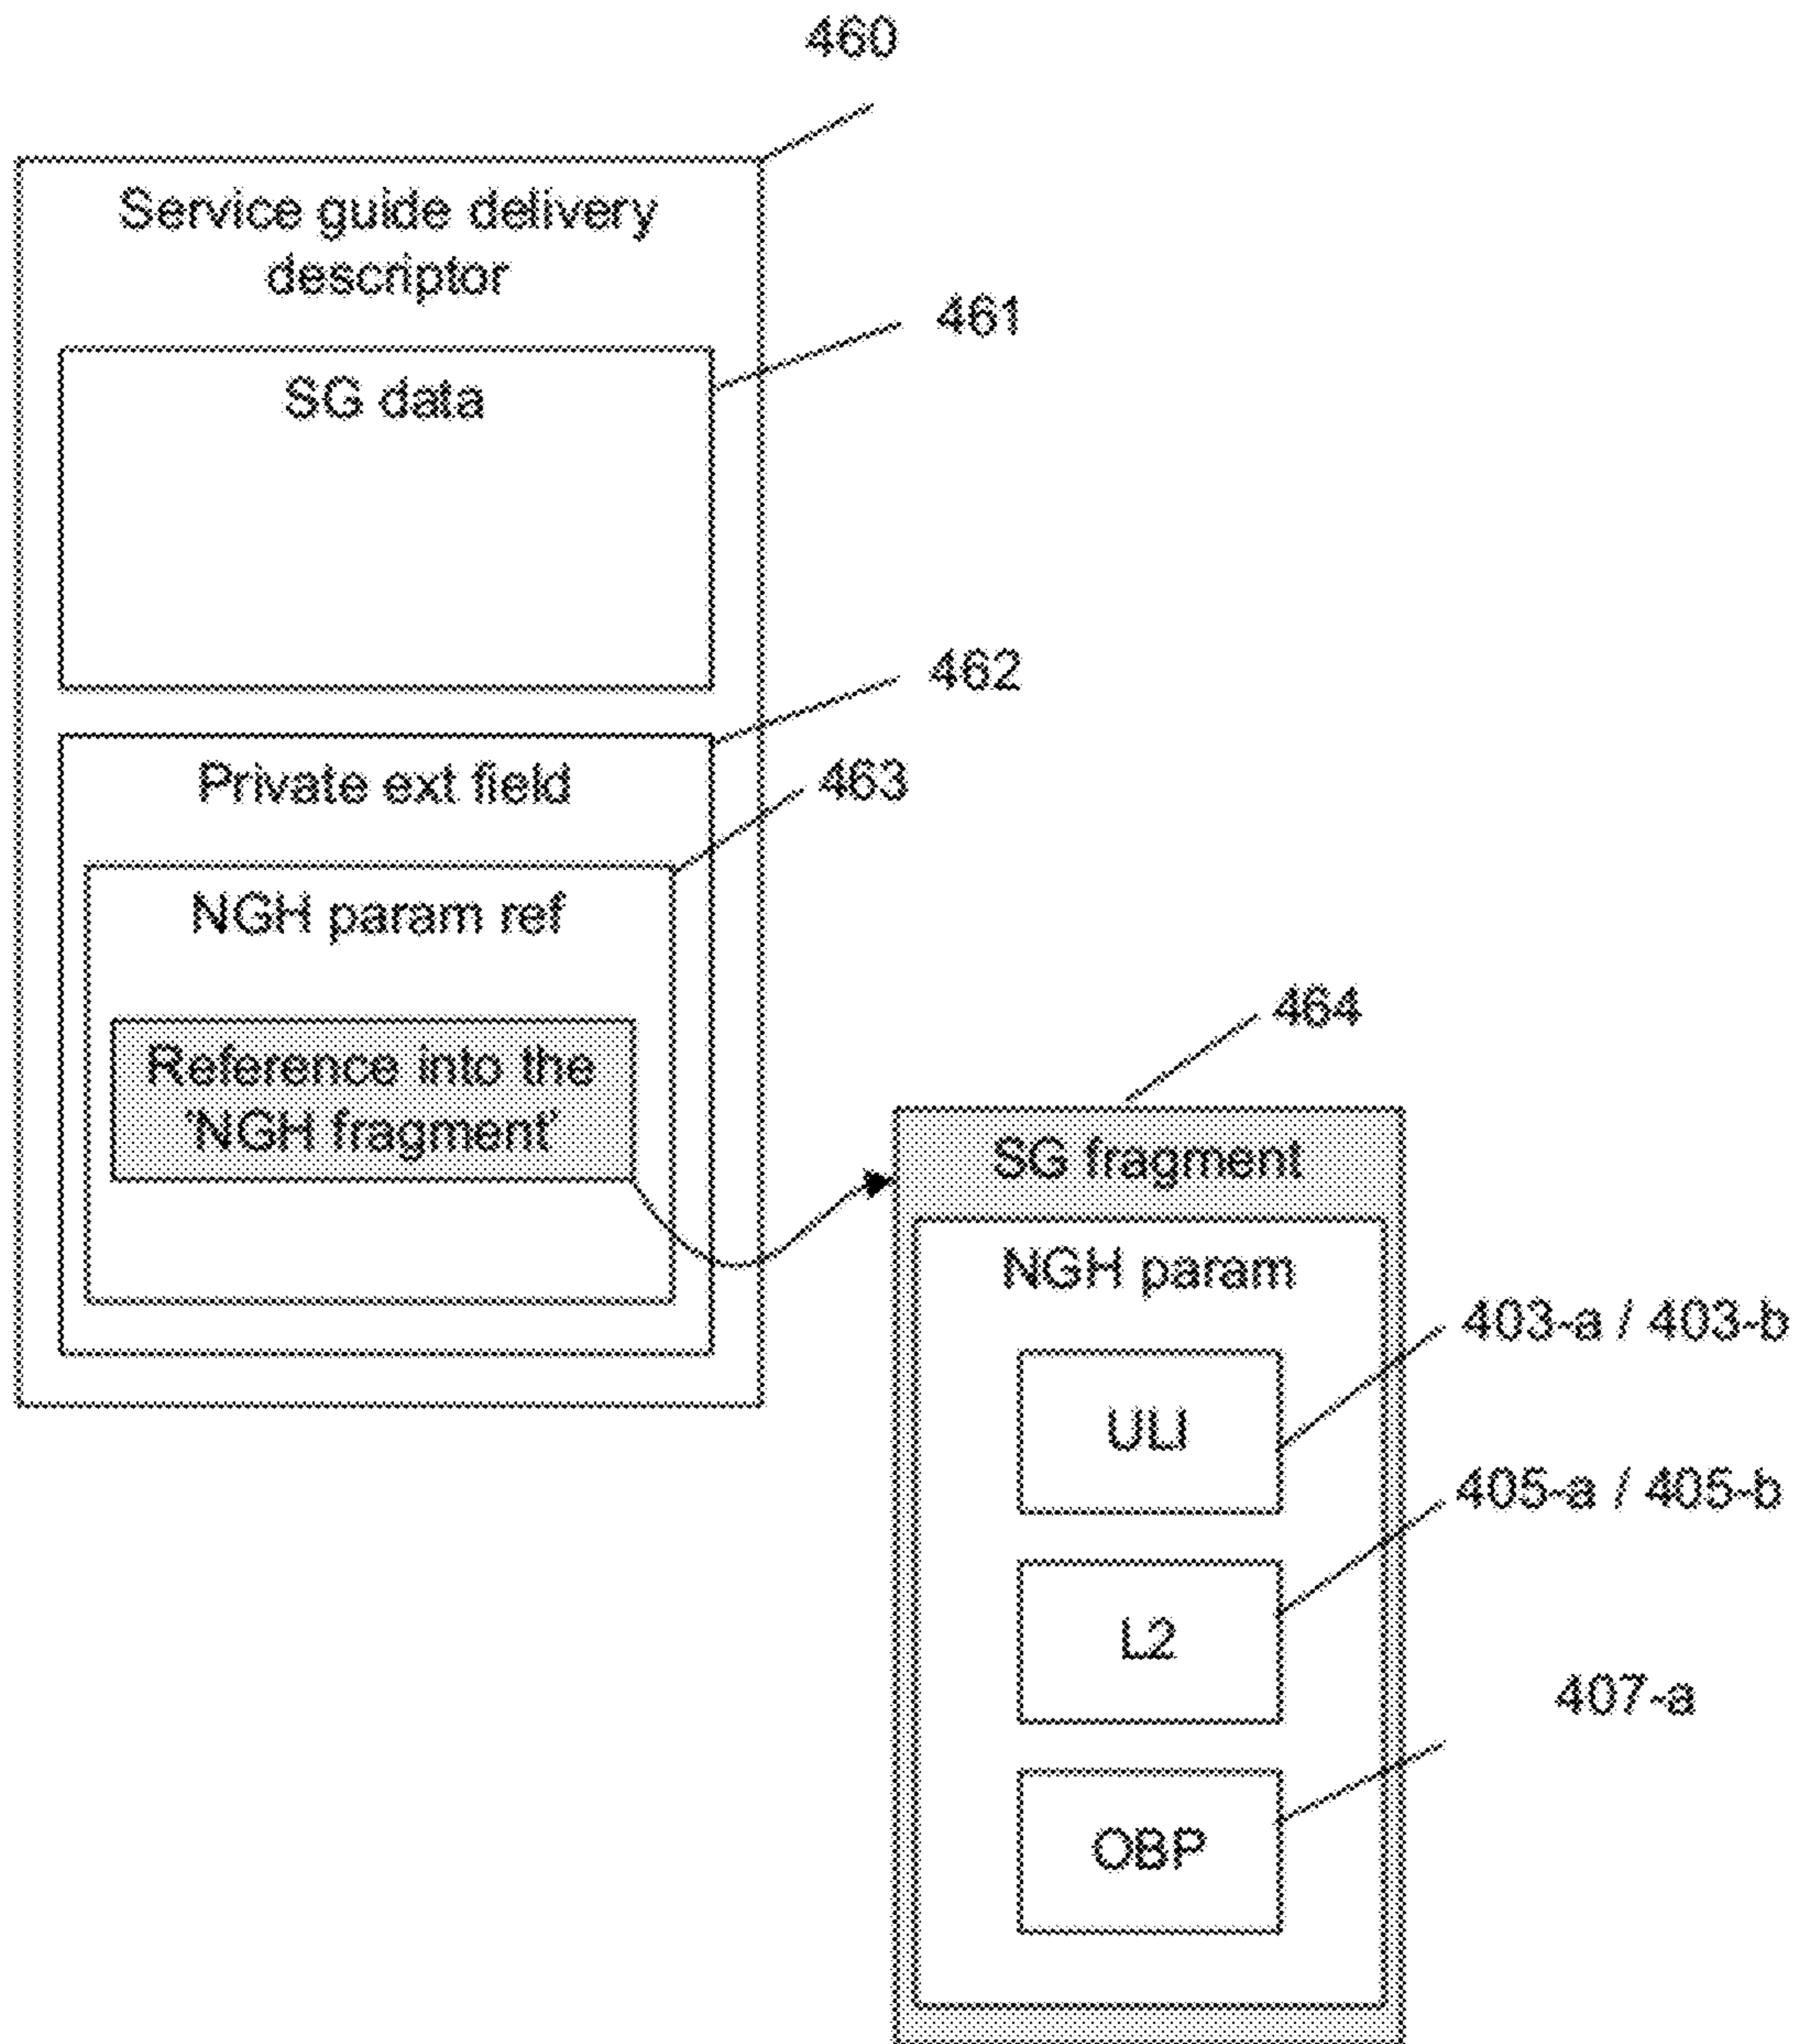 460
Service guide delivery
descriptor
461
SG data
462
Private ext field
463
NGH param ref
464
Reference into the
'NGH fragment'
SG fragment
NGH param
403-a / 403-b
ULI
405-a / 405-b
L2
407-a
OBP